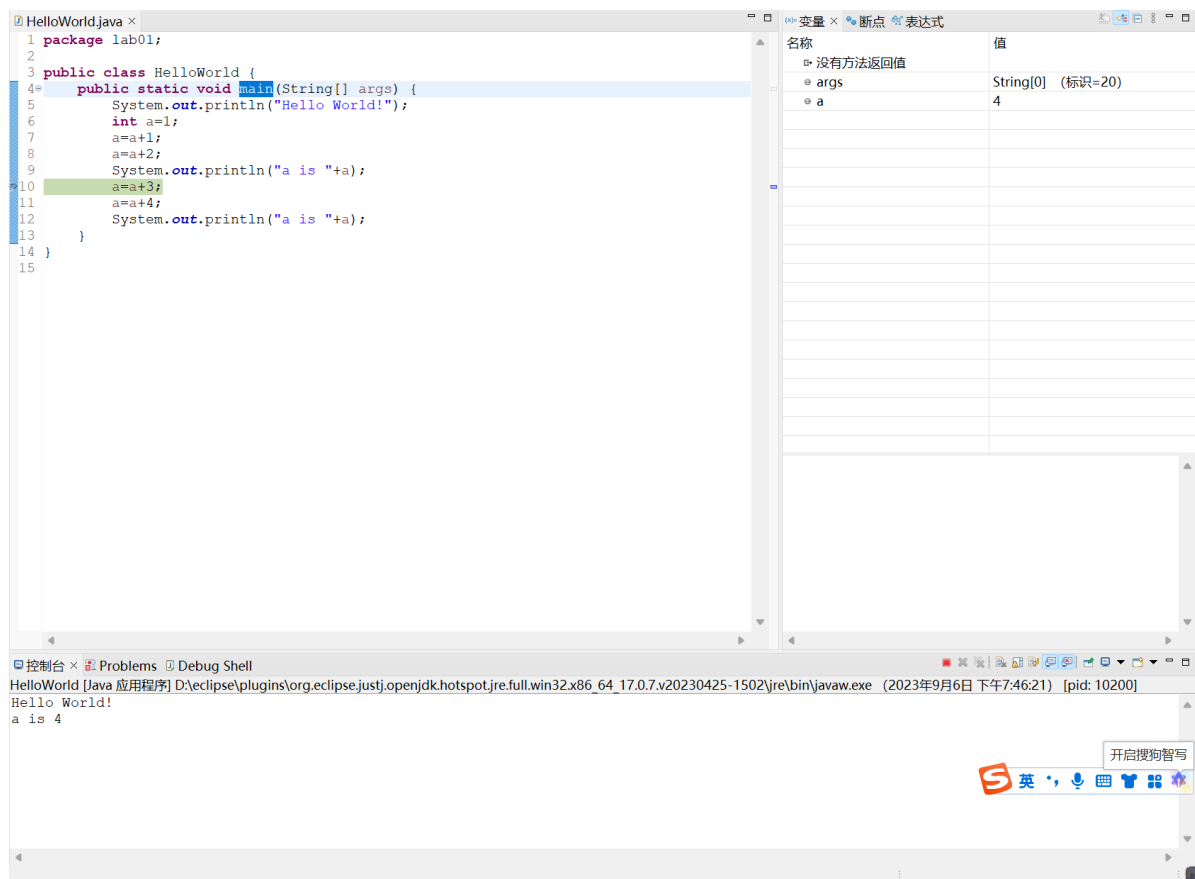 HelloWorld.java
1 package lab01;
2
3 public class HelloWorld {
4     public static void main(String[] args) {
5         System.out.println("Hello World!");
6         int a=1;
7         a=a+1;
8         a=a+2;
9         System.out.println("a is "+a);
10         a=a+3;
11         a=a+4;
12         System.out.println("a is "+a);
13     }
14 }
15
变量 断点 表达式
名称 值
没有方法返回值
args String[0] （标识=20）
a 4
控制台 Problems Debug Shell
HelloWorld [Java 应用程序] D:\eclipse\plugins\org.eclipse.justj.openjdk.hotspot.jre.full.win32.x86_64_17.0.7.v20230425-1502\jre\bin\javaw.exe （2023年9月6日 下午7:46:21） [pid: 10200]
Hello World!
a is 4
开启搜狗智写
S 英